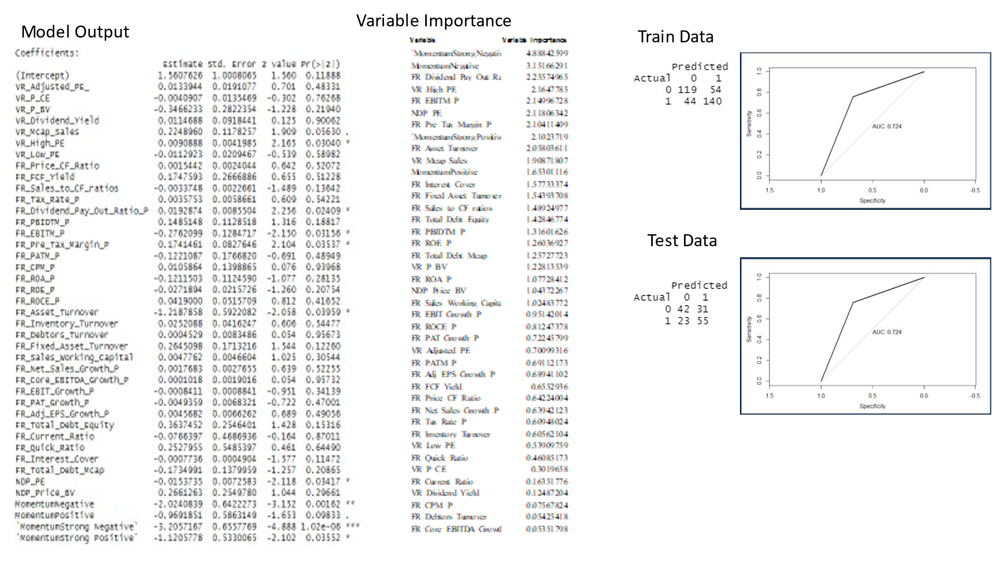 Model Output
Coefficients:
Estimate Std. Error z value Pr(>|z|)
(Intercept) 1.5607626 1.0008065 1.560 0.11888
VR_Adjusted_PE_ 0.0133944 0.0191077 0.701 0.48331
VR_P_CE -0.0040907 0.0135469 -0.302 0.76268
VR_P_BV -0.3466233 0.2822354 -1.228 0.21940
VR_Dividend_Yield 0.0114688 0.0918441 0.125 0.90062
VR_Mcap_Sales 0.2248960 0.1178257 1.909 0.05630 .
VR_High_PE 0.0090888 0.0041985 2.165 0.03040 *
VR_Low_PE -0.0112923 0.0209467 -0.539 0.58982
FR_Price_CF_Ratio 0.0015442 0.0024044 0.642 0.52072
FR_FCF_Yield 0.1747593 0.2666886 0.655 0.51228
FR_Sales_to_CF_ratios -0.0033748 0.0022661 -1.489 0.13642
FR_Tax_Rate_P 0.0035753 0.0058661 0.609 0.54221
FR_Dividend_Pay_Out_Ratio_P 0.0192874 0.0085504 2.256 0.02409 *
FR_PBIDTM_P 0.1485148 0.1128518 1.316 0.18817
FR_EBITM_P -0.2762099 0.1284717 -2.150 0.03156 *
FR_Pre_Tax_Margin_P 0.1741461 0.0827646 2.104 0.03537 *
FR_PATM_P -0.1221087 0.1766820 -0.691 0.48949
FR_CPM_P 0.0105864 0.1398865 0.076 0.93968
FR_ROA_P -0.1211503 0.1124590 -1.077 0.28135
FR_ROE_P -0.0271894 0.0215726 -1.260 0.20754
FR_ROCE_P 0.0419000 0.0515709 0.812 0.41652
FR_Asset_Turnover -1.2187858 0.5922082 -2.058 0.03959 *
FR_Inventory_Turnover 0.0252088 0.0416247 0.606 0.54477
FR_Debtors_Turnover 0.0004529 0.0083486 0.054 0.95673
FR_Fixed_Asset_Turnover 0.2645098 0.1713216 1.544 0.12260
FR_Sales_Working_Capital 0.0047762 0.0046604 1.025 0.30544
FR_Net_Sales_Growth_P 0.0017683 0.0027655 0.639 0.52255
FR_Core_EBITDA_Growth_P 0.0001018 0.0019016 0.054 0.95732
FR_EBIT_Growth_P -0.0008411 0.0008841 -0.951 0.34139
FR_PAT_Growth_P -0.0049359 0.0068321 -0.722 0.47001
FR_Adj_EPS_Growth_P 0.0045682 0.0066262 0.689 0.49056
FR_Total_Debt_Equity 0.3637452 0.2546401 1.428 0.15316
FR_Current_Ratio -0.0766397 0.4686936 -0.164 0.87011
FR_Quick_Ratio 0.2527955 0.5485397 0.461 0.64490
FR_Interest_Cover -0.0007736 0.0004904 -1.577 0.11472
FR_Total_Debt_Mcap -0.1734991 0.1379959 -1.257 0.20865
NDP_PE -0.0153735 0.0072583 -2.118 0.03417 *
NDP_Price_BV 0.2661263 0.2549780 1.044 0.29661
MomentumNegative -2.0240839 0.6422273 -3.152 0.00162 **
MomentumPositive -0.9691851 0.5863149 -1.653 0.09833 .
`MomentumStrong Negative` -3.2057167 0.6557769 -4.888 1.02e-06 ***
`MomentumStrong Positive` -1.1205778 0.5330065 -2.102 0.03552 *
Variable Importance
Variable Variable Importance
`MomentumStrong Negativ 4.88842599
MomentumNegative 3.15166291
FR Dividend Pay Out Ra 2.25574965
VR High PE 2.1647785
FR EBITM P 2.14996728
NDP PE 2.11806342
FR Pre Tax Margin P 2.10411409
`MomentumStrong Positiv 2.1023719
FR Asset Turnover 2.05803611
VR Mcap Sales 1.90871807
MomentumPositive 1.65301116
FR Interest Cover 1.57733374
FR Fixed Asset Turnover 1.54393708
FR Sales to CF ratios 1.48924977
FR Total Debt Equity 1.42846774
FR PBIDTM P 1.31601626
FR ROE P 1.26036927
FR Total Debt Mcap 1.25727723
VR P BV 1.22813539
FR ROA P 1.07728412
NDP Price BV 1.04372267
FR Sales Working Capita 1.02483772
FR EBIT Growth P 0.95142014
FR ROCE P 0.81247378
FR PAT Growth P 0.72245799
VR Adjusted PE 0.70099316
FR PATM P 0.69112173
FR Adj EPS Growth P 0.68941102
FR FCF Yield 0.6552936
FR Price CF Ratio 0.64224004
FR Net Sales Growth P 0.63942123
FR Tax Rate P 0.60948024
FR Inventory Turnover 0.60562104
VR Low PE 0.53909759
FR Quick Ratio 0.46085173
VR P CE 0.3019658
FR Current Ratio 0.16351776
VR Dividend Yield 0.12487204
FR CPM P 0.07567824
FR Debtors Turnover 0.05425418
FR Core EBITDA Growt 0.05351798
Train Data
Predicted
Actual 0 1
0 119 54
1 44 140
Sensitivity
0.0 0.2 0.4 0.6 0.8 1.0
AUC: 0.724
1.5 1.0 0.5 0.0 -0.5
Specificity
Test Data
Predicted
Actual 0 1
0 42 31
1 23 55
Sensitivity
0.0 0.2 0.4 0.6 0.8 1.0
AUC: 0.724
1.5 1.0 0.5 0.0 -0.5
Specificity